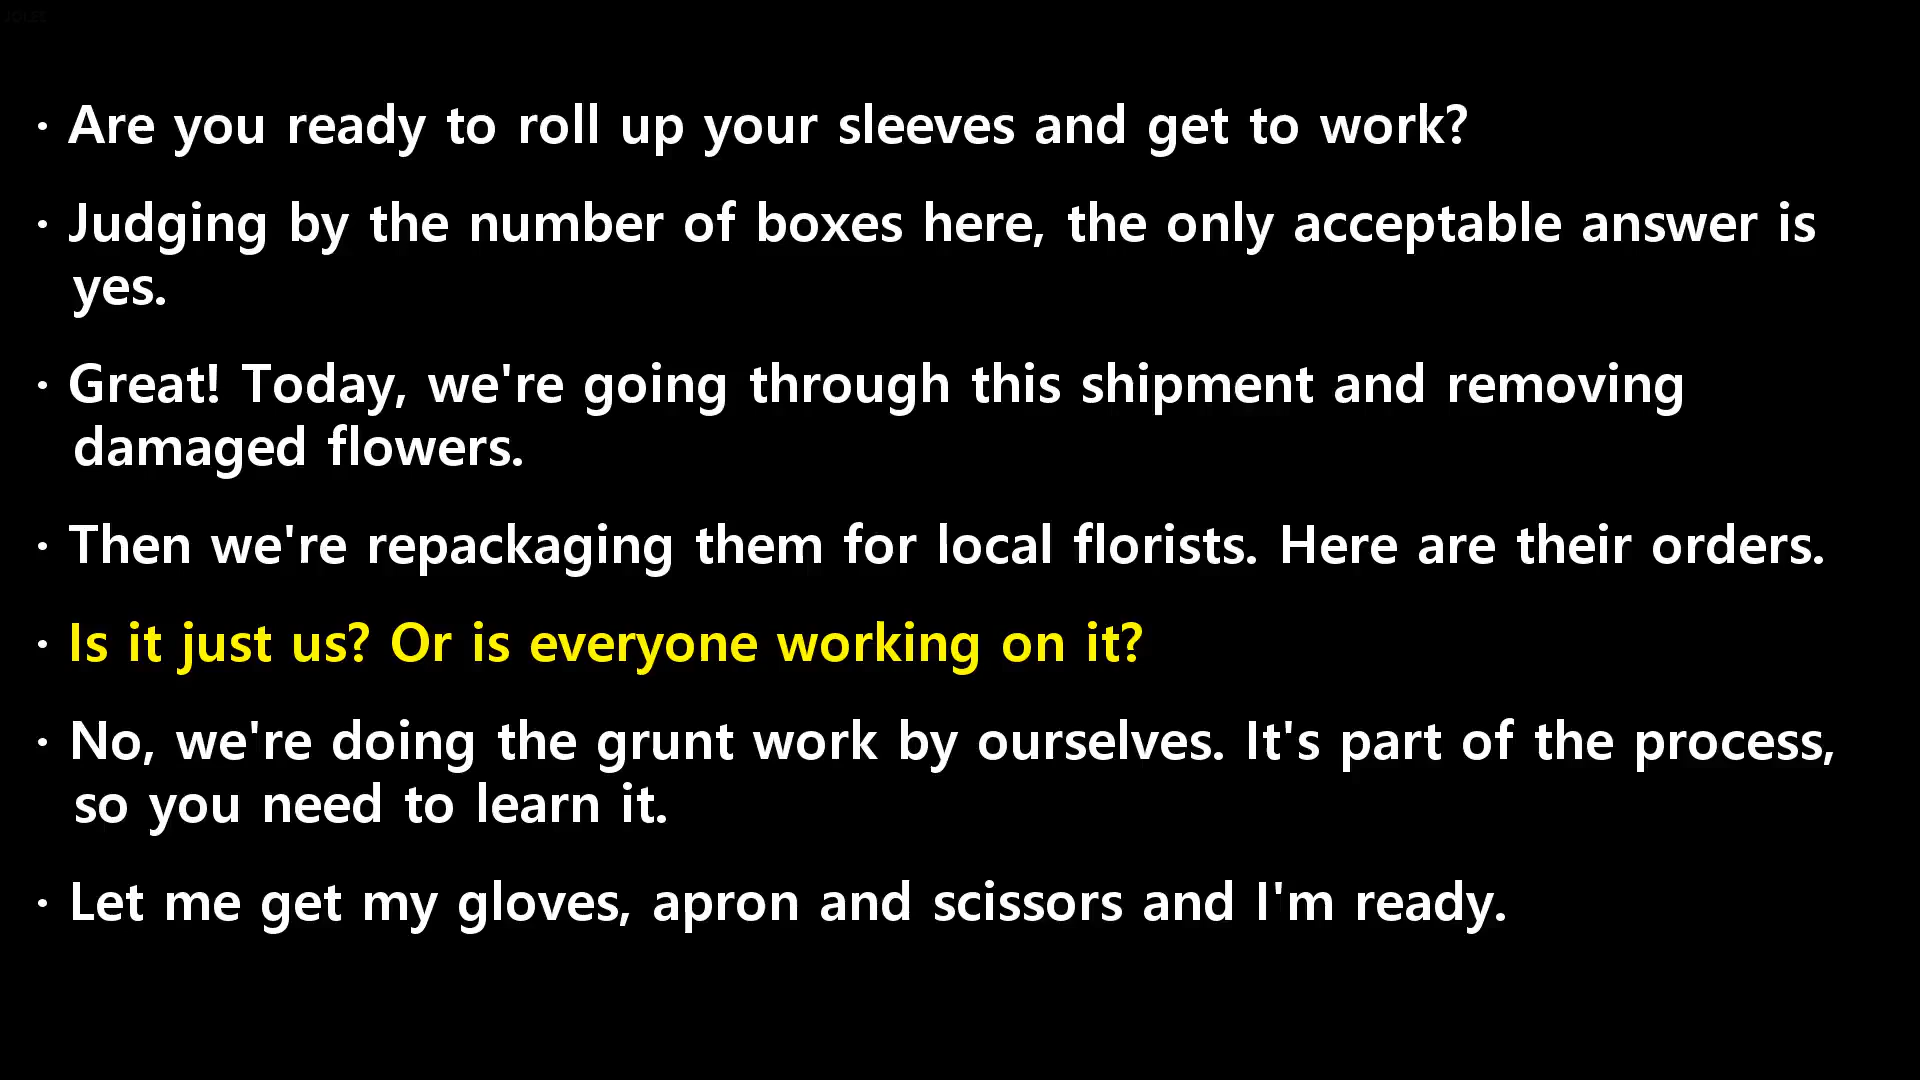 · Are you ready to roll up your sleeves and get to work?
· Judging by the number of boxes here, the only acceptable answer is
yes.
· Great! Today, we're going through this shipment and removing
damaged flowers.
· Then we're repackaging them for local florists. Here are their orders.
· Is it just us? Or is everyone working on it?
· No, we're doing the grunt work by ourselves. It's part of the process,
so you need to learn it.
· Let me get my gloves, apron and scissors and I'm ready.